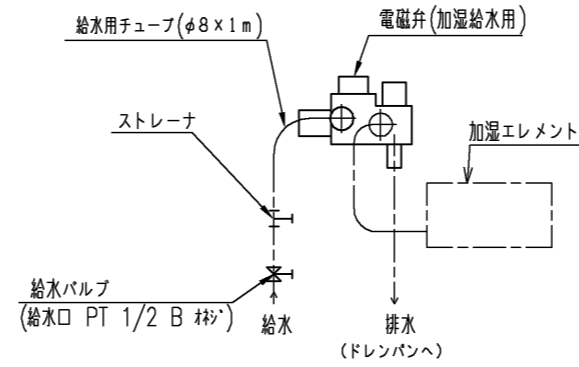 給水用チューブ(φ8×1m)
電磁弁(加湿給水用)
ストレーナ
加湿エレメント
給水バルブ
(給水口 PT 1/2 B オネジ)
給水
排水
(ドレンパンへ)